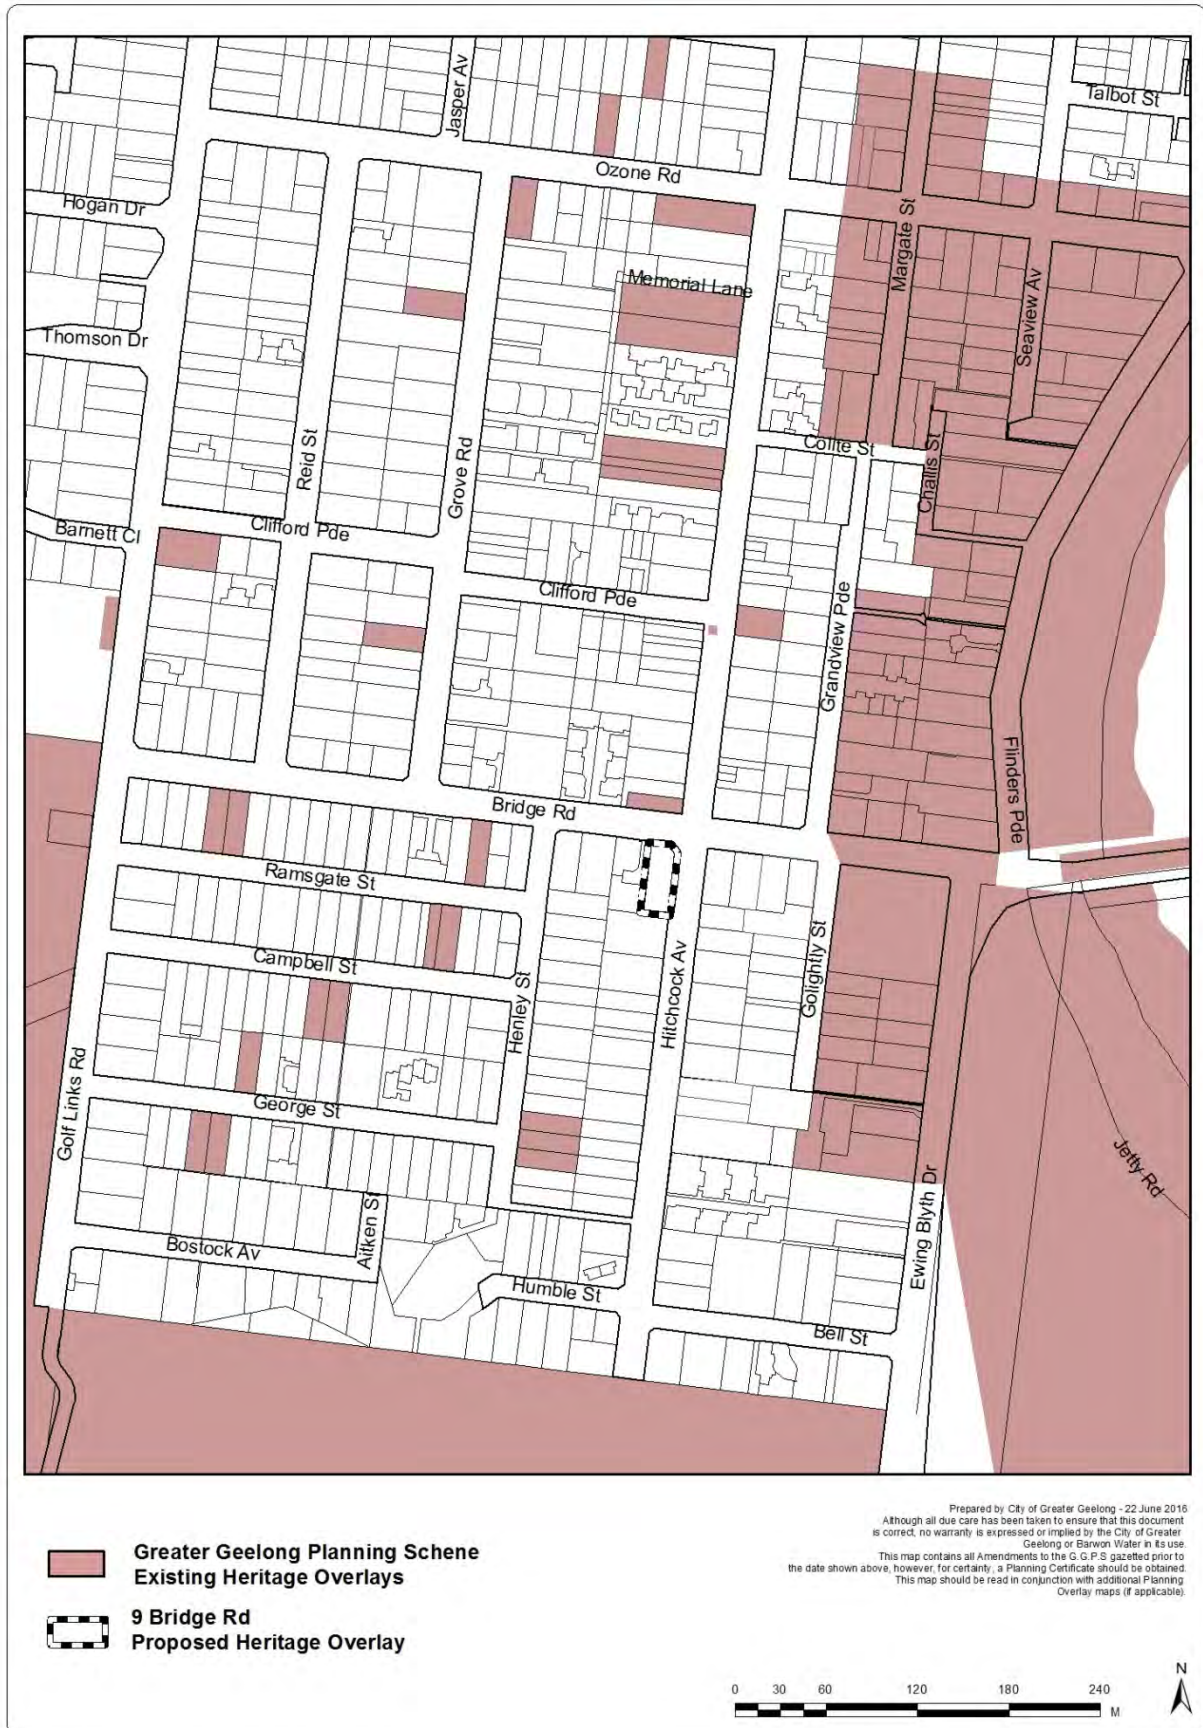 Jasper Av
Talbot St
Ozone Rd
Hogan Dr
Margate St
Memorial Lane
Seaview Av
Thomson Dr
Reid St
Grove Rd
Collte St
Challis St
Barnett Cl
Clifford Pde
Clifford Pde
Grandview Pde
Flinders Pde
Bridge Rd
Ramsgate St
Golightly St
Campbell St
Henley St
Hitchcock Av
Golf Links Rd
George St
Jetty Rd
Aitken St
Ewing Blyth Dr
Bostock Av
Humble St
Bell St
Prepared by City of Greater Geelong - 22 June 2016
Although all due care has been taken to ensure that this document
is correct, no warranty is expressed or implied by the City of Greater
Geelong or Barwon Water in its use.
This map contains all Amendments to the G.G.P.S gazetted prior to
the date shown above, however, for certainty, a Planning Certificate should be obtained.
This map should be read in conjunction with additional Planning
Overlay maps (if applicable).
Greater Geelong Planning Schene
Existing Heritage Overlays
9 Bridge Rd
Proposed Heritage Overlay
N
0 30 60 120 180 240
M